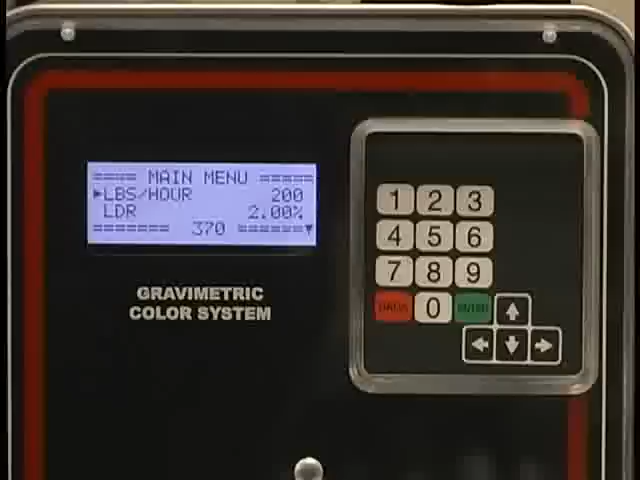 ==== MAIN MENU =====
►LBS/HOUR 200
LDR 2.00%
======= 370 ======▼
GRAVIMETRIC
COLOR SYSTEM
1 2 3
4 5 6
7 8 9
0 ENTER